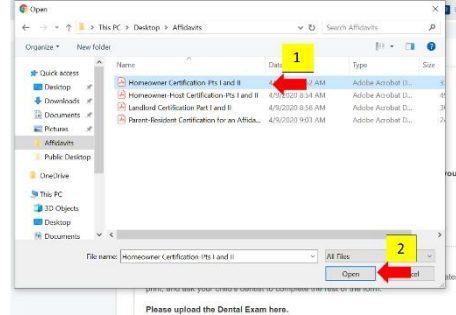 Open
This PC > Desktop > Affidavits
Search Affidavits
Organize
New folder
1
Name
Date
Type
Size
Quick access
Desktop
Downloads
Documents
Pictures
Affidavits
Public Desktop
OneDrive
This PC
3D Objects
Desktop
Documents
Homeowner Certification-Pts I and II
AM
Adobe Acrobat D...
Homeowner-Host Certification-Pts I and II
4/9/2020 8:54 AM
Adobe Acrobat D...
Landlord Certification Part I and II
4/9/2020 8:56 AM
Adobe Acrobat D...
Parent-Resident Certification for an Affida...
4/9/2020 9:03 AM
Adobe Acrobat D...
2
File name:
Homeowner Certification-Pts I and II
All Files
Open
print, and ask your child's dentist to complete the rest of the form.
Please upload the Dental Exam here.